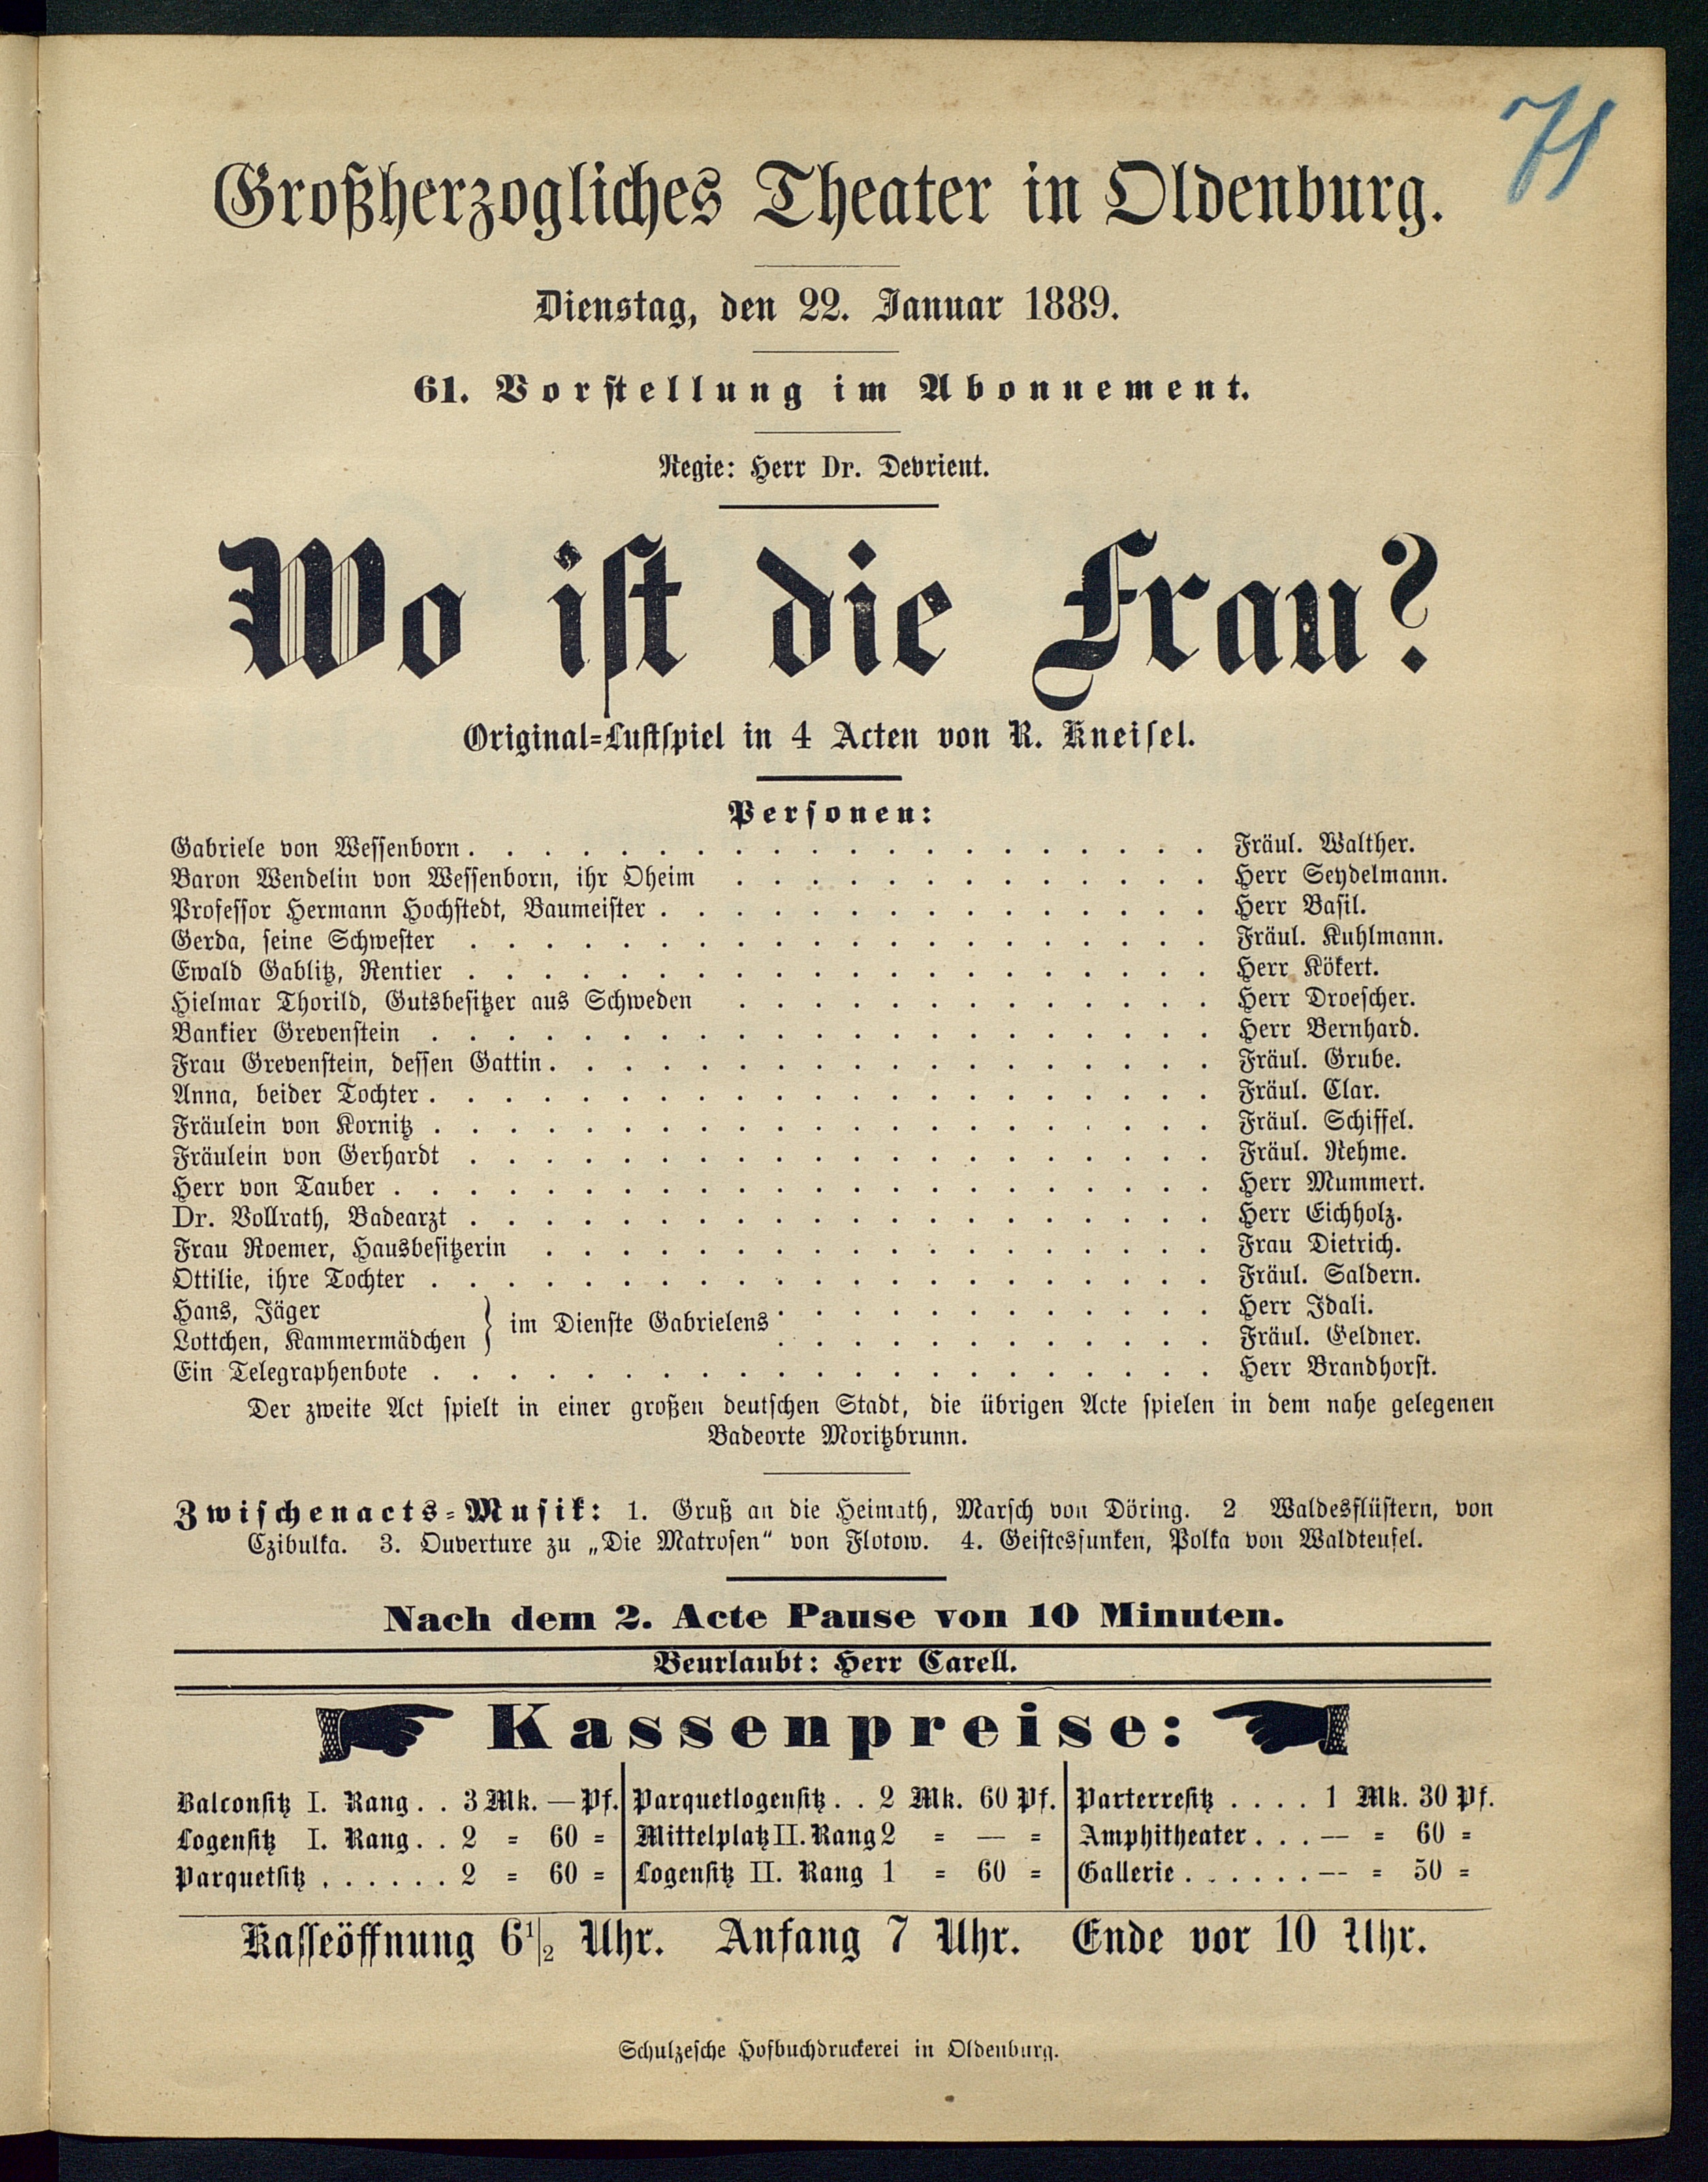 71
Großherzogliches Theater in Oldenburg.
Dienstag, den 22. Januar 1889.
61. Vorstellung im Abonnement.
Regie: Herr Dr. Devrient.
Wo ist die Frau?
Original-Lustspiel in 4 Acten von R. Kneisel.
Personen:
Gabriele von Wessenborn . . . . . . . . . . . . . . . . . . . . Fräul. Walther.
Baron Wendelin von Wessenborn, ihr Oheim . . . . . . . . . . . . . Herr Seydelmann.
Professor Hermann Hochstedt, Baumeister . . . . . . . . . . . . . . . Herr Basil.
Gerda, seine Schwester . . . . . . . . . . . . . . . . . . . . Fräul. Kuhlmann.
Ewald Gablitz, Rentier . . . . . . . . . . . . . . . . . . . . Herr Kökert.
Hielmar Thorild, Gutsbesitzer aus Schweden . . . . . . . . . . . . . Herr Droescher.
Bankier Grevenstein . . . . . . . . . . . . . . . . . . . . . Herr Bernhard.
Frau Grevenstein, dessen Gattin . . . . . . . . . . . . . . . . . . Fräul. Grube.
Anna, beider Tochter . . . . . . . . . . . . . . . . . . . . . Fräul. Clar.
Fräulein von Kornitz . . . . . . . . . . . . . . . . . . . . . Fräul. Schiffel.
Fräulein von Gerhardt . . . . . . . . . . . . . . . . . . . . Fräul. Rehme.
Herr von Tauber . . . . . . . . . . . . . . . . . . . . . . Herr Mummert.
Dr. Vollrath, Badearzt . . . . . . . . . . . . . . . . . . . . Herr Eichholz.
Frau Roemer, Hausbesitzerin . . . . . . . . . . . . . . . . . . Frau Dietrich.
Ottilie, ihre Tochter . . . . . . . . . . . . . . . . . . . . . Fräul. Saldern.
Hans, Jäger } im Dienste Gabrielens . . . . . . . . . . . . Herr Idali.
Lottchen, Kammermädchen } . . . . . . . . . . . . Fräul. Geldner.
Ein Telegraphenbote . . . . . . . . . . . . . . . . . . . . . Herr Brandhorst.
Der zweite Act spielt in einer großen deutschen Stadt, die übrigen Acte spielen in dem nahe gelegenen
Badeorte Moritzbrunn.
Zwischenacts-Musik: 1. Gruß an die Heimath, Marsch von Döring. 2 Waldesflüstern, von
Czibulka. 3. Ouverture zu „Die Matrosen" von Flotow. 4. Geistesfunken, Polka von Waldteufel.
Nach dem 2. Acte Pause von 10 Minuten.
Beurlaubt: Herr Carell.
Kassenpreise:
Balconsitz I. Rang . . 3 Mk. — Pf.
Logensitz I. Rang . . 2 = 60 =
Parquetsitz . . . . . . 2 = 60 =
Parquetlogensitz . . 2 Mk. 60 Pf.
Mittelplatz II. Rang 2 = — =
Logensitz II. Rang 1 = 60 =
Parterresitz . . . . 1 Mk. 30 Pf.
Amphitheater . . . — = 60 =
Gallerie . . . . . . — = 50 =
Kasseöffnung 6 1/2 Uhr. Anfang 7 Uhr. Ende vor 10 Uhr.
Schulzesche Hofbuchdruckerei in Oldenburg.